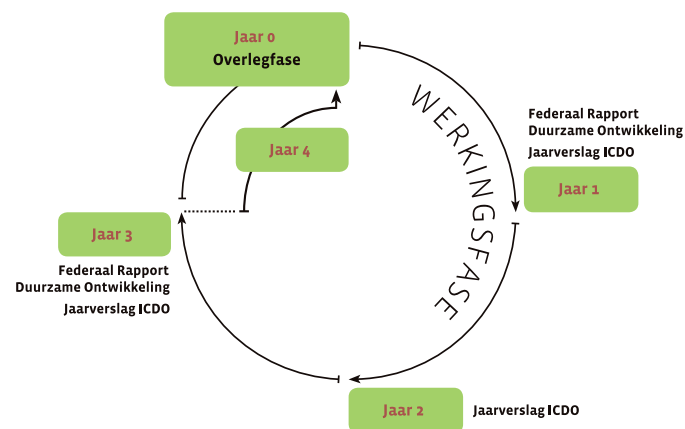 Jaar 0
Overlegfase
WERKINGSFASE
Federaal Rapport
Duurzame Ontwikkeling
Jaarverslag ICDO
Jaar 1
Jaar 4
Jaar 3
Federaal Rapport
Duurzame Ontwikkeling
Jaarverslag ICDO
Jaar 2
Jaarverslag ICDO